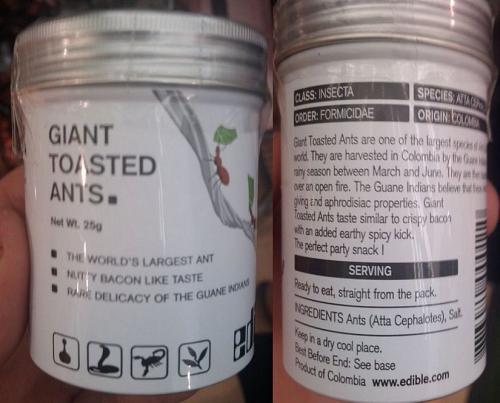 GIANT
TOASTED
ANTS
Net Wt. 25g
THE WORLD'S LARGEST ANT
NUTTY BACON LIKE TASTE
RARE DELICACY OF THE GUANE INDIANS
CLASS: INSECTA
SPECIES: ATTA
ORDER: FORMICIDAE
ORIGIN: COLOMBIA
Giant Toasted Ants are one of the largest species of
world. They are harvested in Colombia by the Guane
rainy season between March and June. They are
over an open fire. The Guane Indians believe that
giving and aphrodisiac properties. Giant
Toasted Ants taste similar to crispy bacon
with an added earthy spicy kick.
The perfect party snack !
SERVING
Ready to eat, straight from the pack.
INGREDIENTS Ants (Atta Cephalotes), Salt.
Keep in a dry cool place.
Best Before End: See base
Product of Colombia www.edible.com